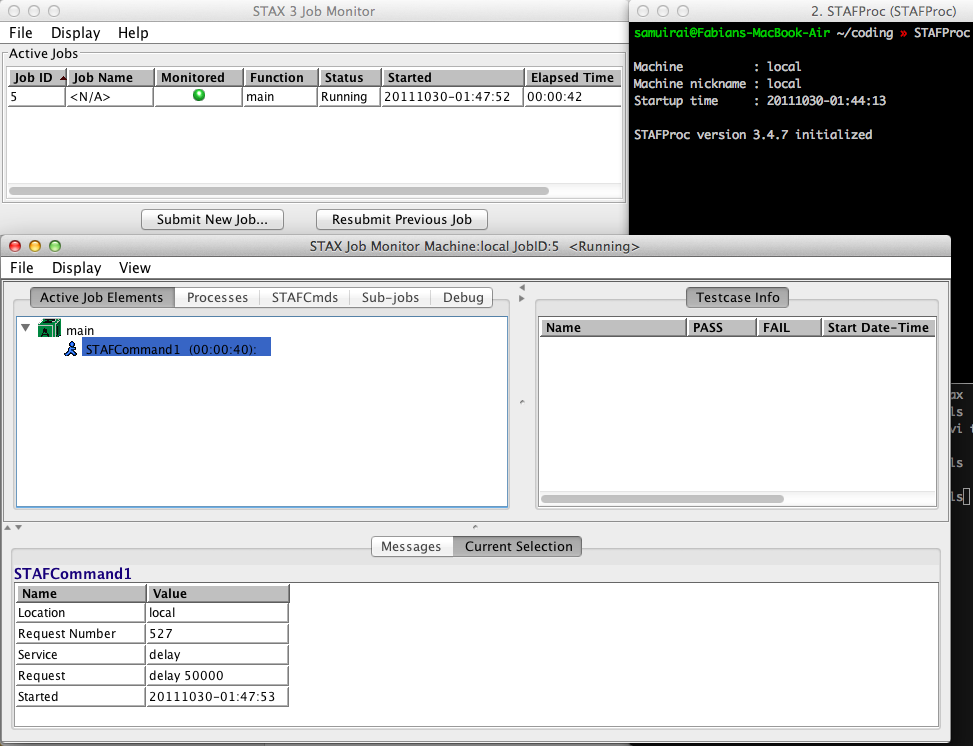 STAX 3 Job Monitor
File Display Help
Active Jobs
Job ID Job Name Monitored Function Status Started Elapsed Time
5 <N/A> main Running 20111030-01:47:52 00:00:42
Submit New Job... Resubmit Previous Job
2. STAFProc (STAFProc)
samuirai@Fabians-MacBook-Air ~/coding » STAFProc
Machine : local
Machine nickname : local
Startup time : 20111030-01:44:13
STAFProc version 3.4.7 initialized
STAX Job Monitor Machine:local JobID:5 <Running>
File Display View
Active Job Elements Processes STAFCmds Sub-jobs Debug
main
STAFCommand1 (00:00:40):
Testcase Info
Name PASS FAIL Start Date-Time
ax
ls
vi
ls
ls
Messages Current Selection
STAFCommand1
Name Value
Location local
Request Number 527
Service delay
Request delay 50000
Started 20111030-01:47:53